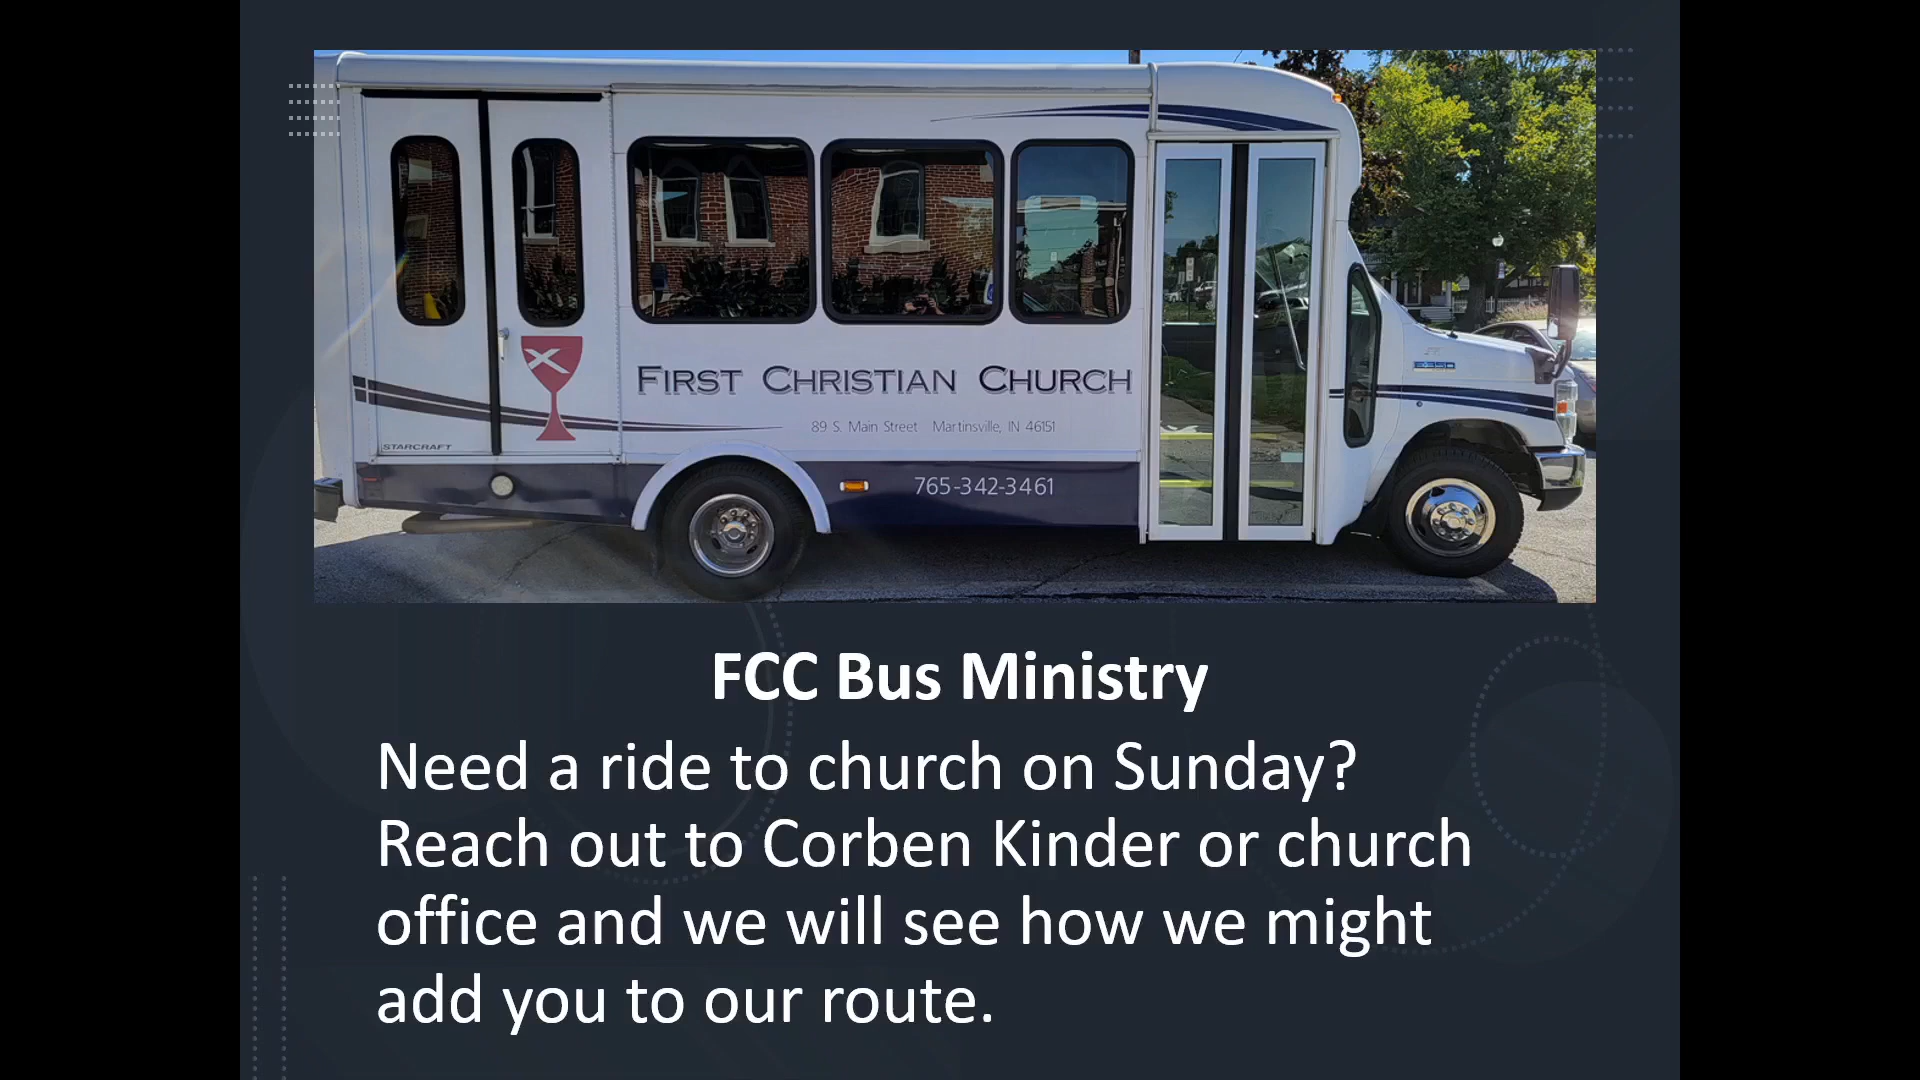 FIRST CHRISTIAN CHURCH
89 S. Main Street Martinsville, IN 46151
STARCRAFT
765-342-3461
FCC Bus Ministry
Need a ride to church on Sunday?
Reach out to Corben Kinder or church
office and we will see how we might
add you to our route.